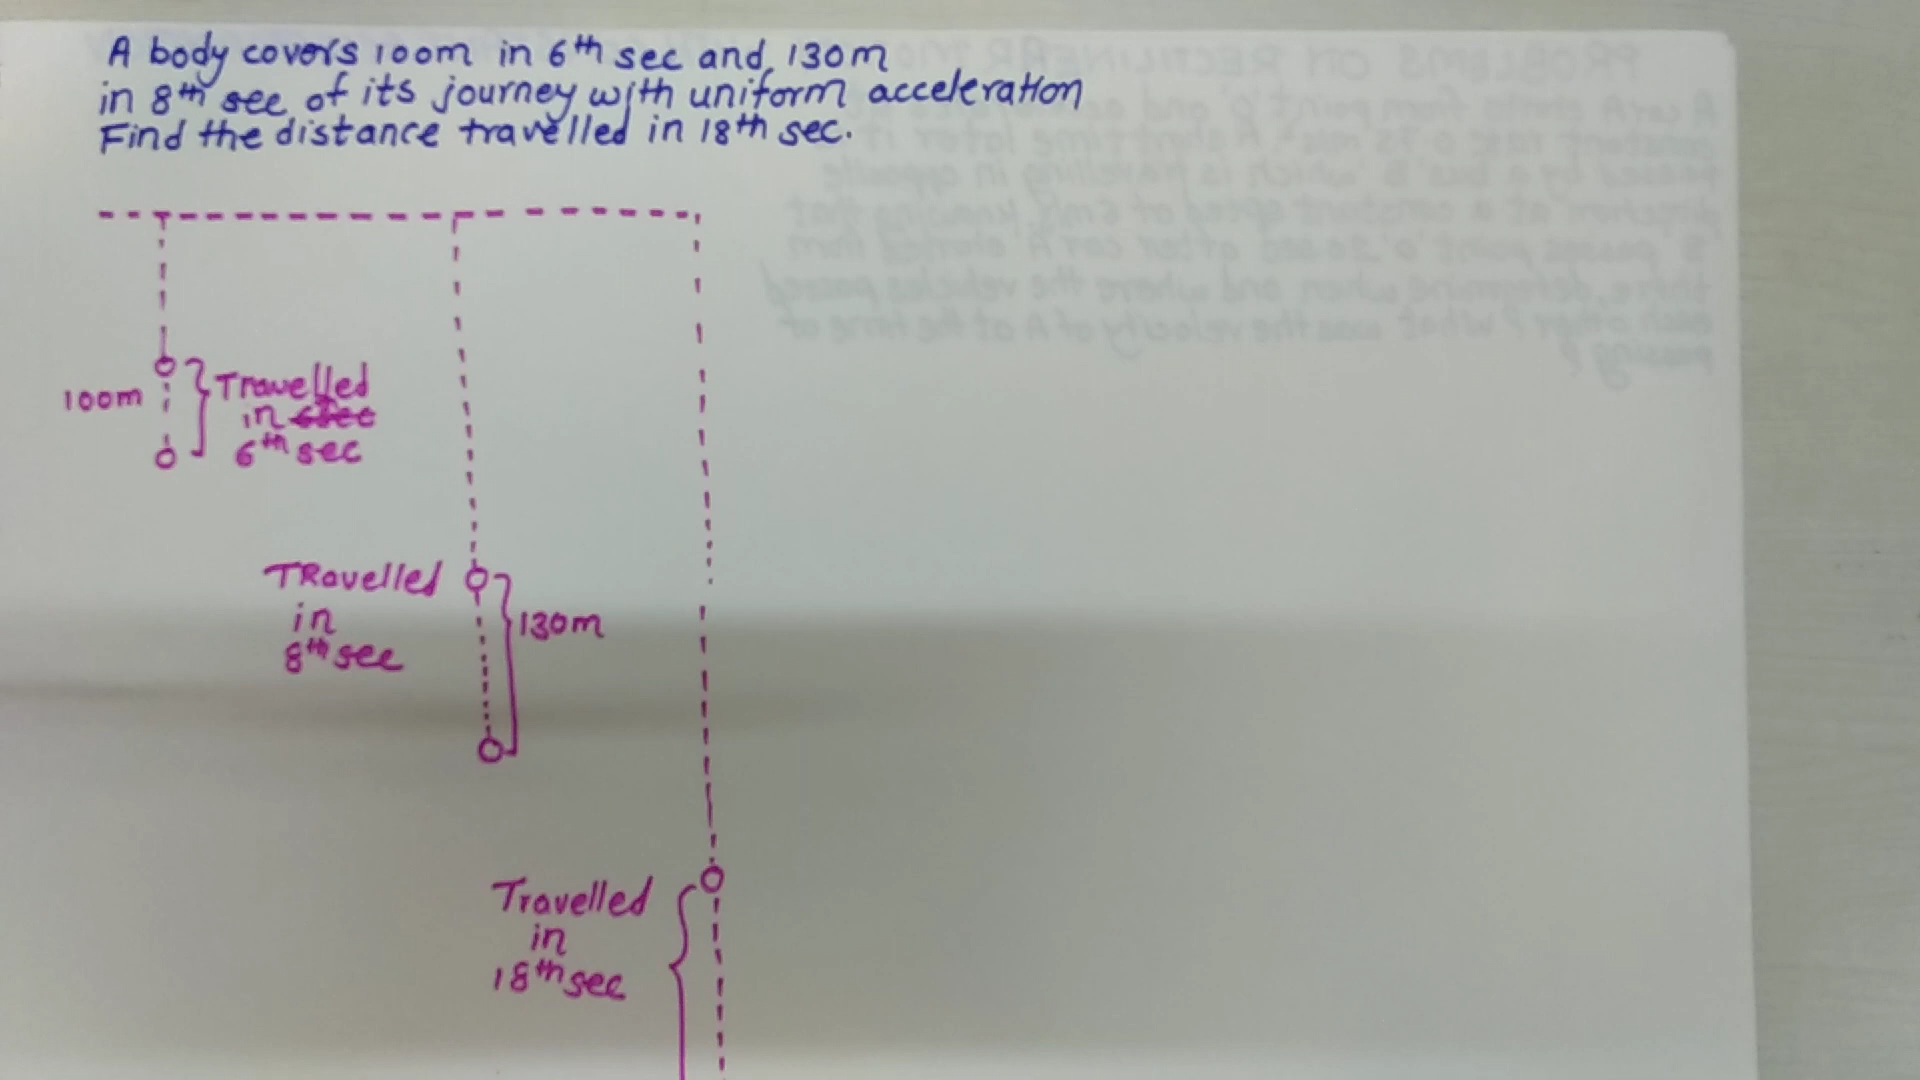 A body covers 100m in 6th sec and 130m
in 8th sec of its journey with uniform acceleration
Find the distance travelled in 18th sec.
100m
Travelled
in
6th sec
TRavelled
in
8th sec
130m
Travelled
in
18th sec